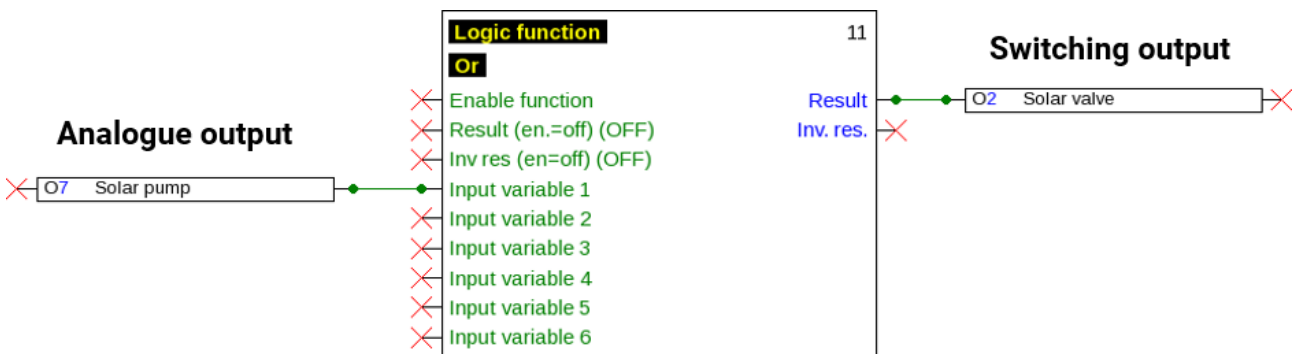 Logic function 11
Or
Switching output
Enable function Result O2 Solar valve
Analogue output
Result (en.=off) (OFF) Inv. res.
Inv res (en=off) (OFF)
O7 Solar pump Input variable 1
Input variable 2
Input variable 3
Input variable 4
Input variable 5
Input variable 6